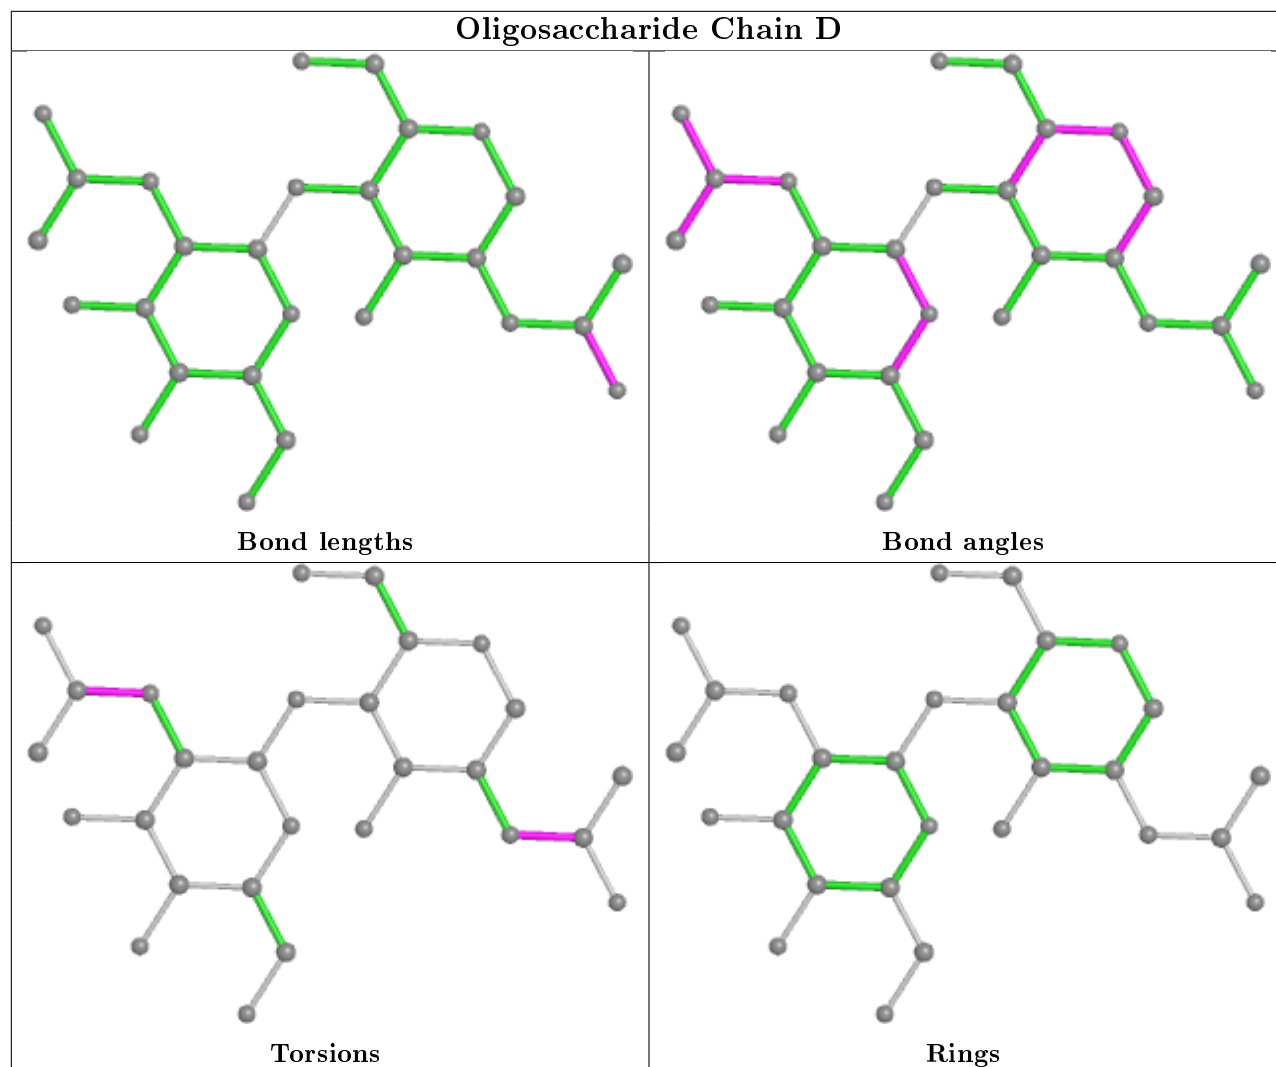 Oligosaccharide Chain D
Bond lengths
Bond angles
Torsions
Rings